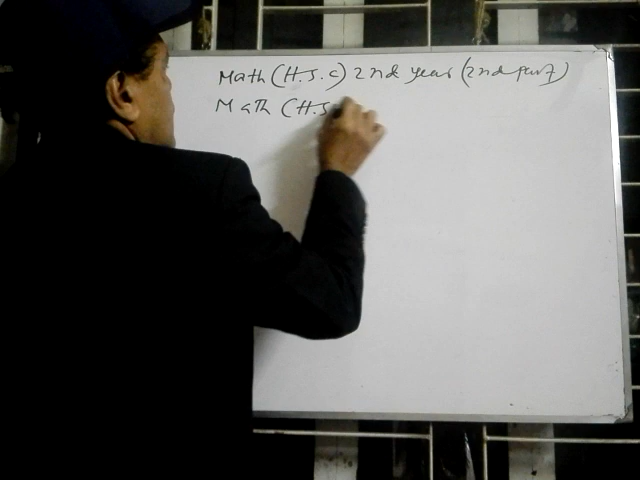 Math (H.S.C) 2nd year (2nd part)
Math (H.S